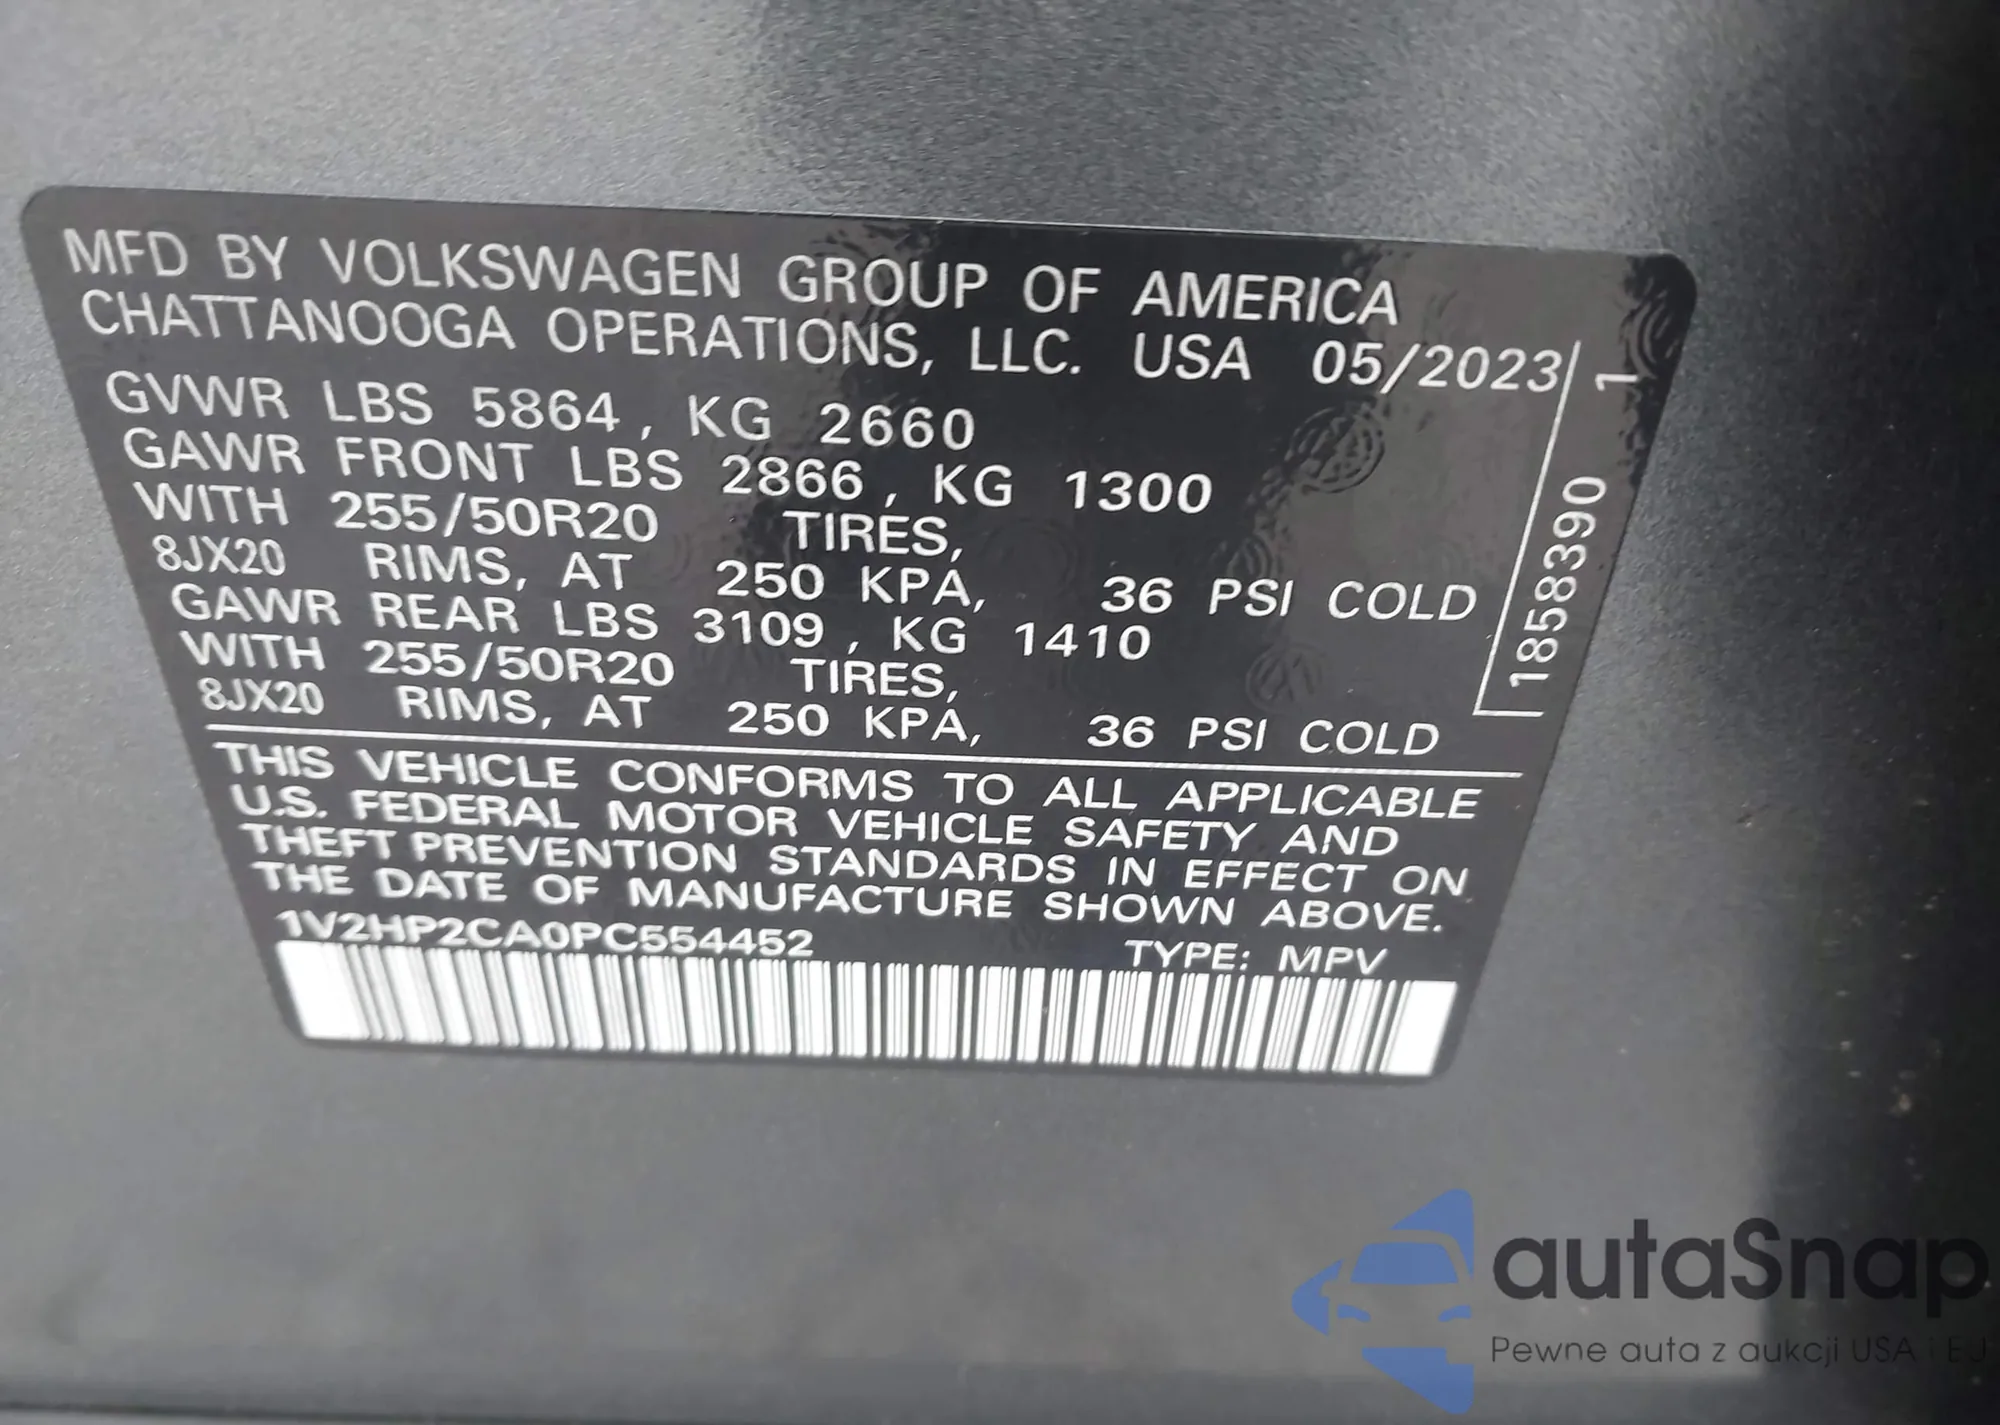 MFD BY VOLKSWAGEN GROUP OF AMERICA
CHATTANOOGA OPERATIONS, LLC. USA 05/2023
GVWR LBS 5864, KG 2660
GAWR FRONT LBS 2866, KG 1300
WITH 255/50R20 TIRES,
8JX20 RIMS, AT 250 KPA, 36 PSI COLD
GAWR REAR LBS 3109, KG 1410
WITH 255/50R20 TIRES,
8JX20 RIMS, AT 250 KPA, 36 PSI COLD
1858390 1
THIS VEHICLE CONFORMS TO ALL APPLICABLE
U.S. FEDERAL MOTOR VEHICLE SAFETY AND
THEFT PREVENTION STANDARDS IN EFFECT ON
THE DATE OF MANUFACTURE SHOWN ABOVE.
1V2HP2CA0PC554452 TYPE: MPV
autaSnap
Pewne auta z aukcji USA i EU